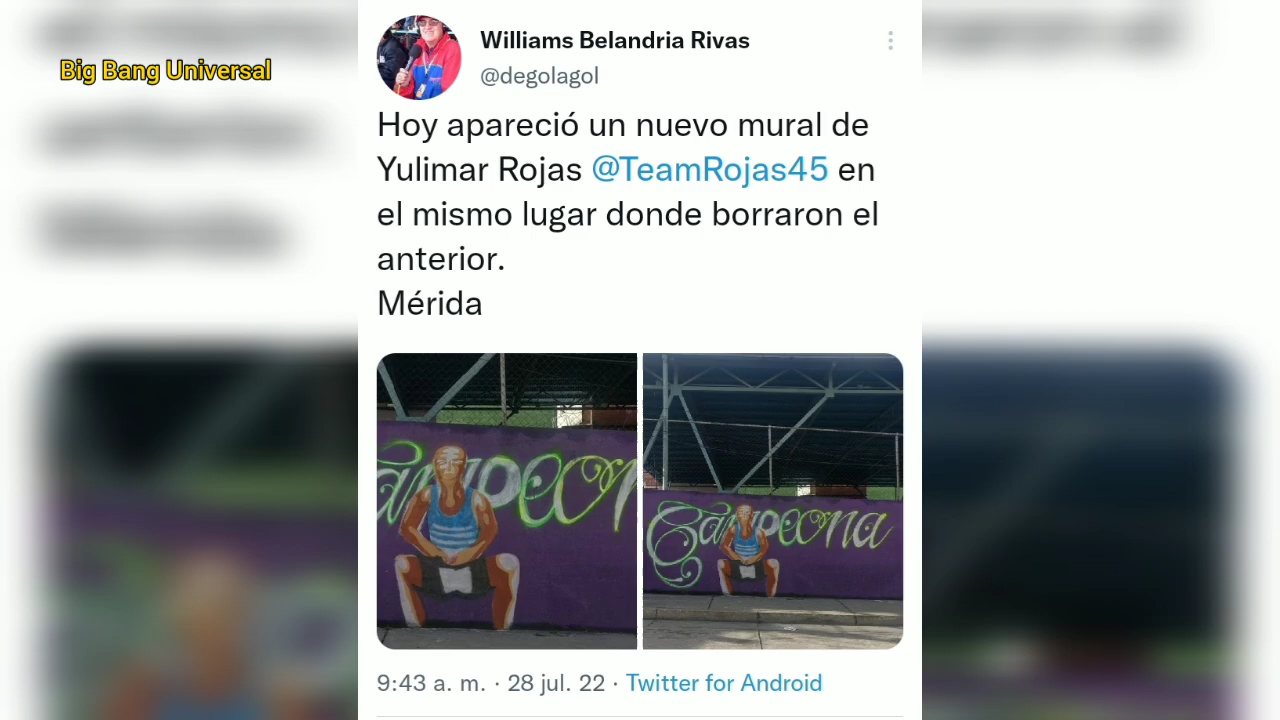 Big Bang Universal
Williams Belandria Rivas
@degolagol
Hoy apareció un nuevo mural de
Yulimar Rojas @TeamRojas45 en
el mismo lugar donde borraron el
anterior.
Mérida
Campeon
Campeona
9:43 a. m. · 28 jul. 22 · Twitter for Android